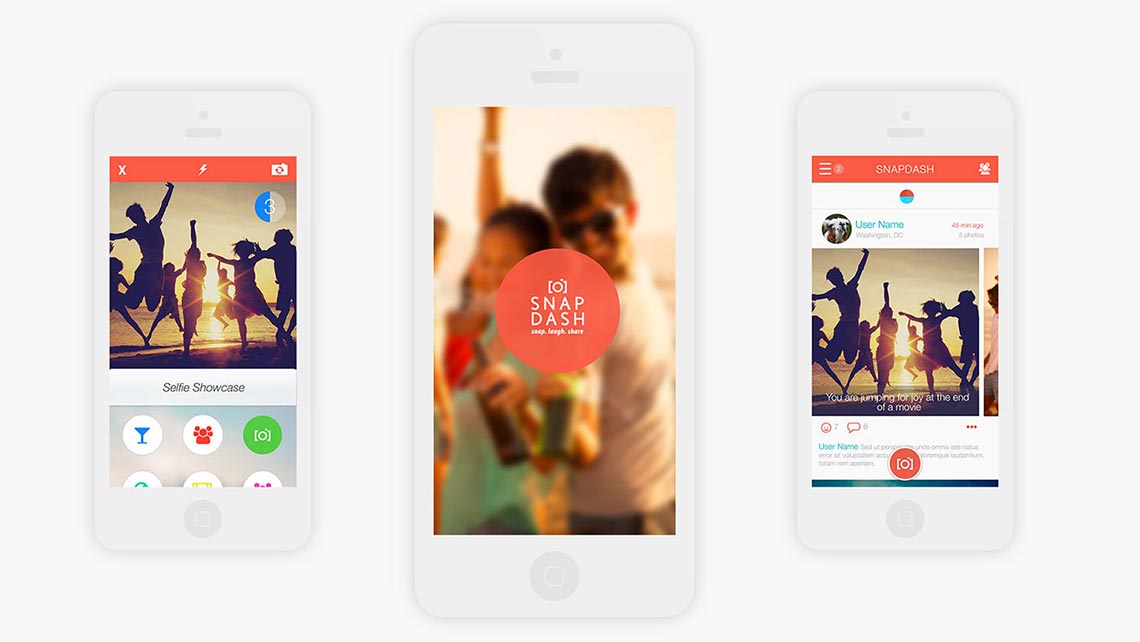 X
3
Selfie Showcase
SNAP
DASH
snap. laugh. share
2
SNAPDASH
User Name
45 min ago
Washington, DC
5 photos
You are jumping for joy at the end
of a movie
7
6
User Name Sed ut unde omnis iste natus
error sit voluptatem doloremque laudantium,
totam rem aperiam.